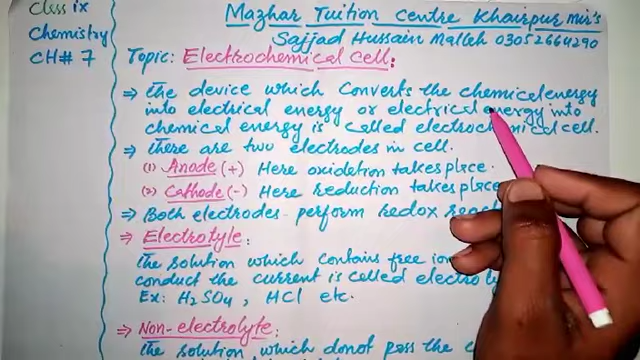 Class ix
Chemistry
CH# 7
Mazhar Tuition Centre Khairpur Mir's
Sajjad Hussain Malleh 03052664290
Topic: Electrochemical cell:
⇒ The device which converts the chemical energy
into electrical energy or electrical energy into
chemical energy is called electrochemical cell.
⇒ There are two electrodes in cell.
(1) Anode (+) Here oxidation takes place.
(2) Cathode (-) Here reduction takes place
⇒ Both electrodes perform Redox
⇒ Electrolyte:
The solution which contains free
conduct the current is called
Ex: H₂SO₄, HCl etc.
⇒ Non-electrolyte:
The solution which donot pass the